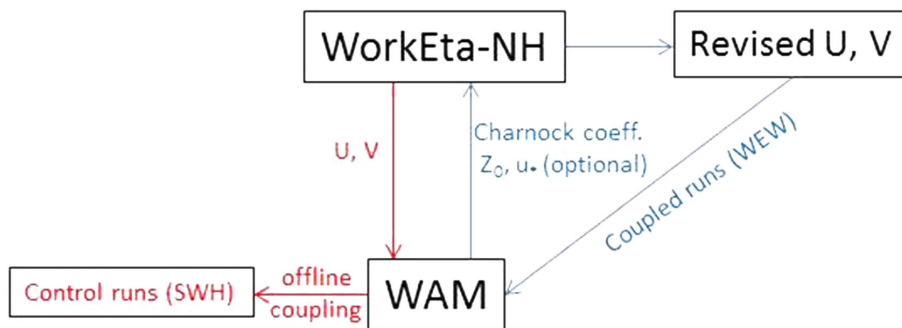 WorkEta-NH
Revised U, V
U, V
Charnock coeff.
Z₀, u* (optional)
Coupled runs (WEW)
Control runs (SWH)
offline
coupling
WAM